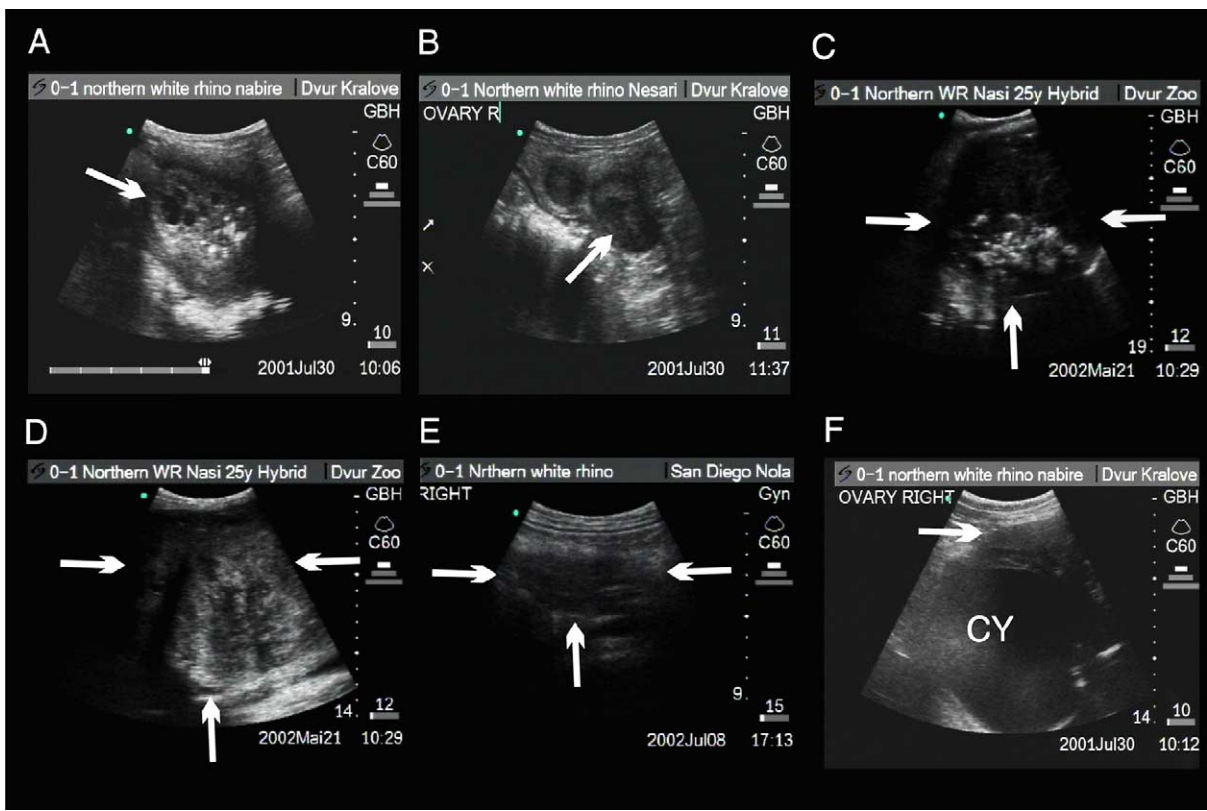 A
0-1 northern white rhino nabire Dvur Kralove
GBH
C60
9.
10
2001Jul30 10:06
B
0-1 Northern white rhino Nesari Dvur Kralove
OVARY R GBH
C60
9.
11
2001Jul30 11:37
C
0-1 Northern WR Nasi 25y Hybrid Dvur Zoo
GBH
C60
19
12
2002Mai21 10:29
D
0-1 Northern WR Nasi 25y Hybrid Dvur Zoo
GBH
C60
14
12
2002Mai21 10:29
E
0-1 Nrthern white rhino San Diego Nola
RIGHT Gyn
C60
9
15
2002Jul08 17:13
F
0-1 northern white rhino nabire Dvur Kralove
OVARY RIGHT GBH
C60
CY
14
10
2001Jul30 10:12